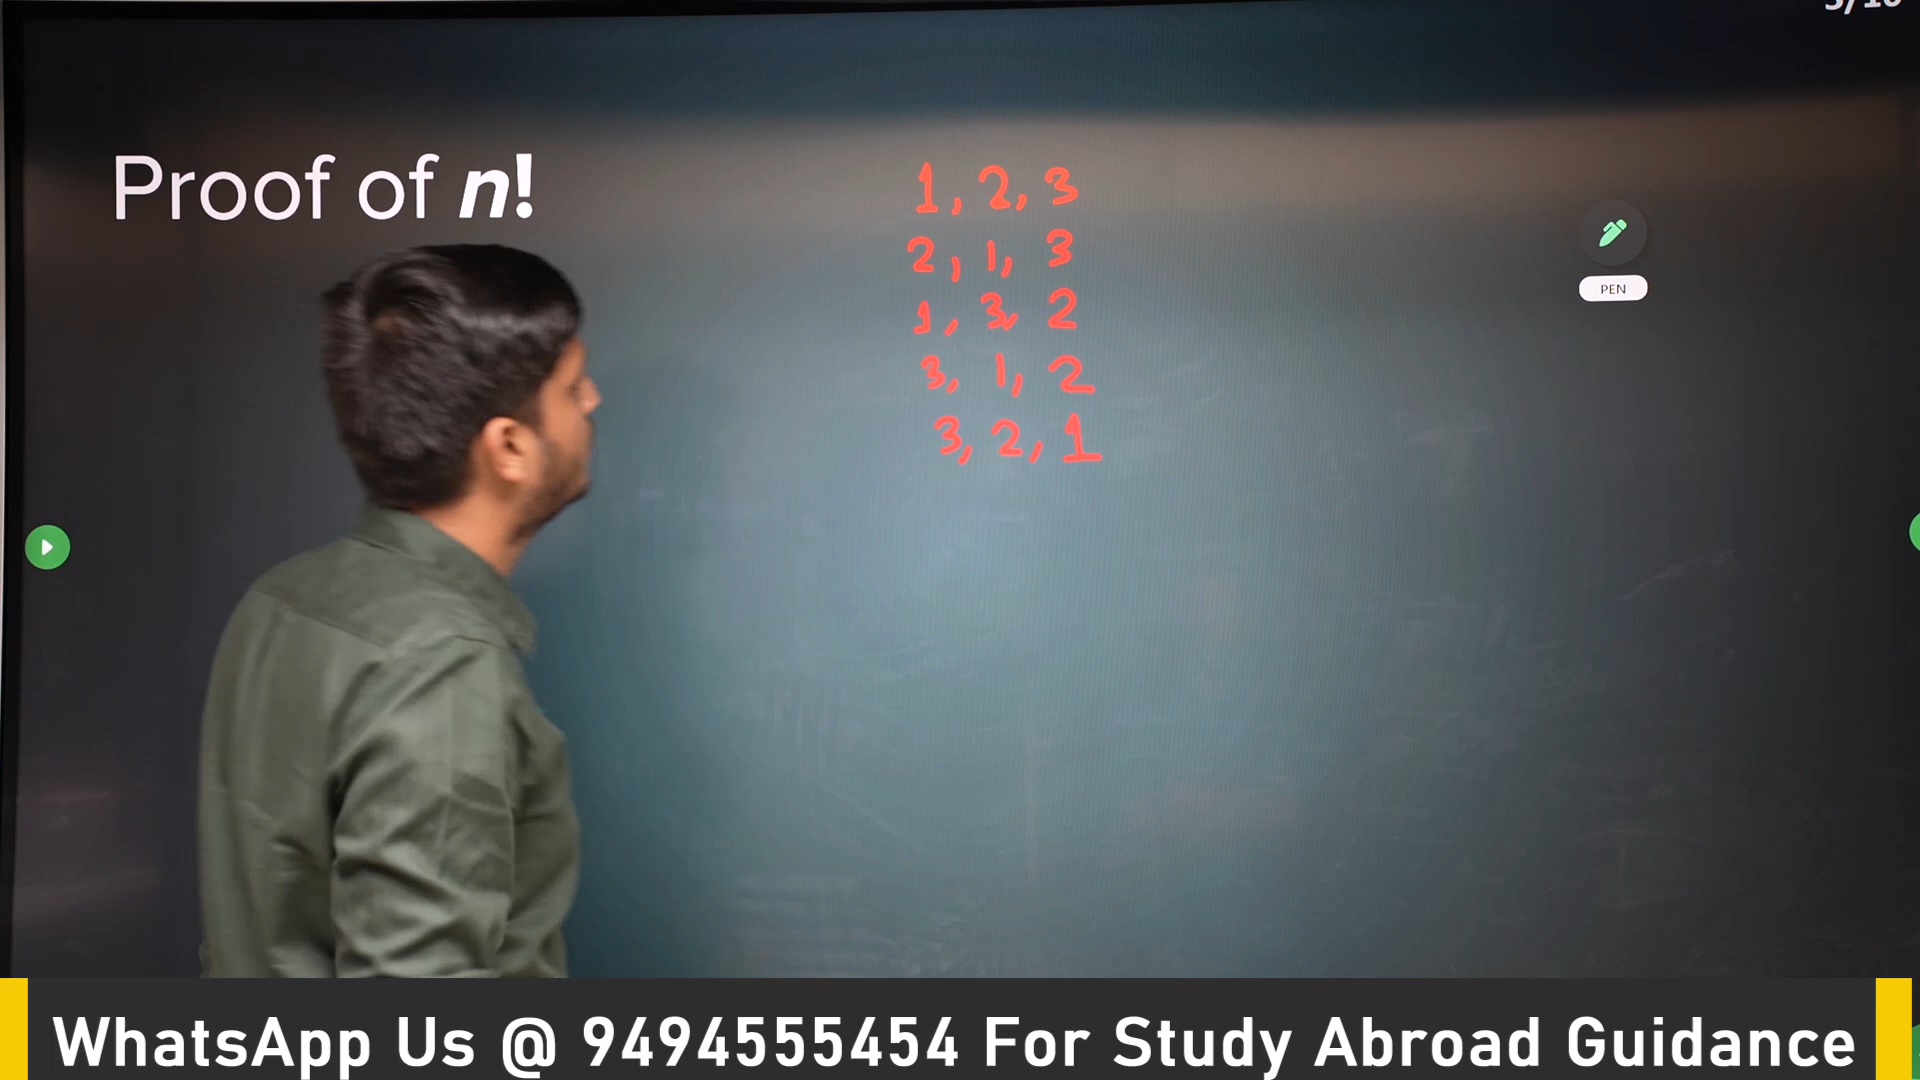 Proof of n!
1, 2, 3
2, 1, 3
1, 3, 2
3, 1, 2
3, 2, 1
PEN
WhatsApp Us @ 9494555454 For Study Abroad Guidance